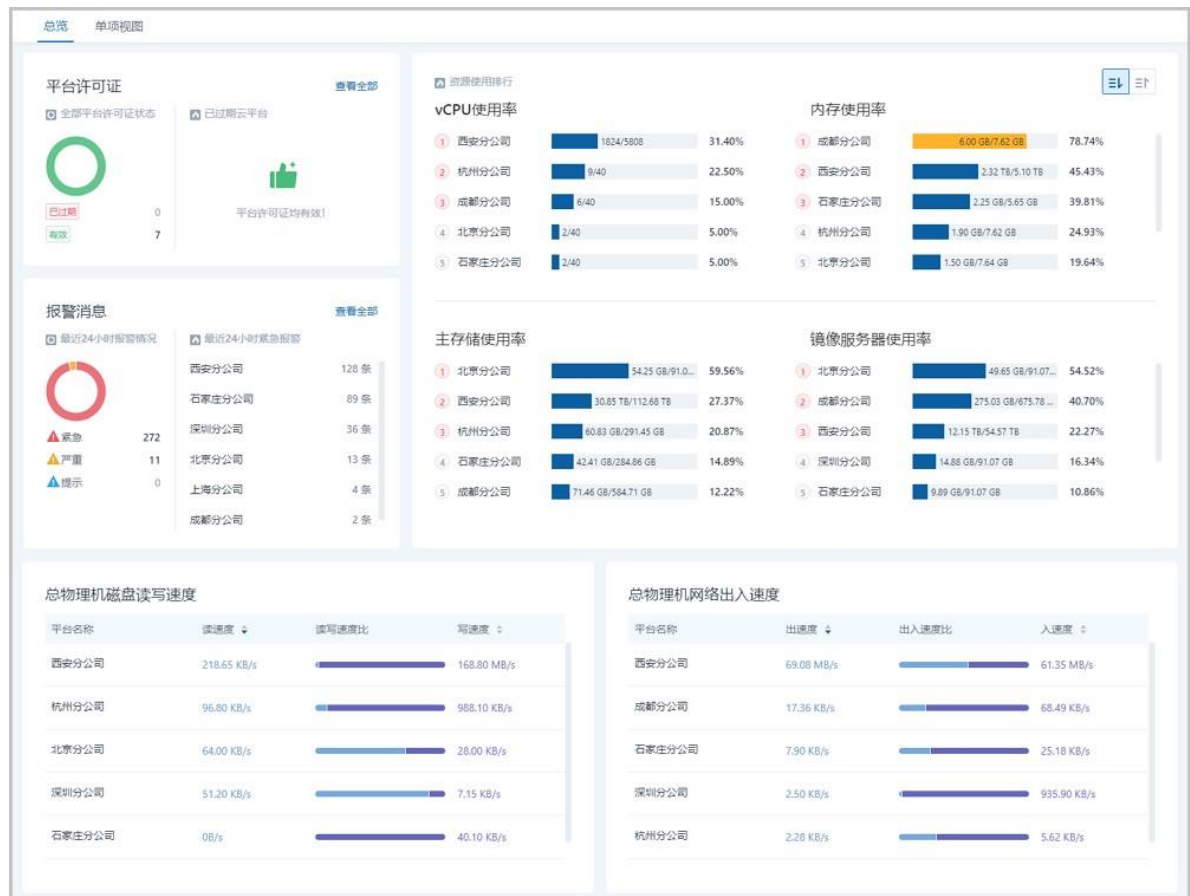 总览 单项视图
平台许可证 查看全部
全部平台许可证状态 已过期云平台
已过期 0
有效 7
平台许可证均有效!
报警消息 查看全部
最近24小时报警情况 最近24小时紧急报警
紧急 272
严重 11
提示 0
西安分公司 128 条
石家庄分公司 89 条
深圳分公司 36 条
北京分公司 13 条
上海分公司 4 条
成都分公司 2 条
资源使用排行
vCPU使用率
1 西安分公司 1824/5808 31.40%
2 杭州分公司 9/40 22.50%
3 成都分公司 6/40 15.00%
4 北京分公司 2/40 5.00%
5 石家庄分公司 2/40 5.00%
内存使用率
1 成都分公司 6.00 GB/7.62 GB 78.74%
2 西安分公司 2.32 TB/5.10 TB 45.43%
3 石家庄分公司 2.25 GB/5.65 GB 39.81%
4 杭州分公司 1.90 GB/7.62 GB 24.93%
5 北京分公司 1.50 GB/7.64 GB 19.64%
主存储使用率
1 北京分公司 54.25 GB/91.0... 59.56%
2 西安分公司 30.85 TB/112.68 TB 27.37%
3 杭州分公司 60.83 GB/291.45 GB 20.87%
4 石家庄分公司 42.41 GB/284.86 GB 14.89%
5 成都分公司 71.46 GB/584.71 GB 12.22%
镜像服务器使用率
1 北京分公司 49.65 GB/91.07... 54.52%
2 成都分公司 275.03 GB/675.78 ... 40.70%
3 西安分公司 12.15 TB/54.57 TB 22.27%
4 深圳分公司 14.88 GB/91.07 GB 16.34%
5 石家庄分公司 9.89 GB/91.07 GB 10.86%
总物理机磁盘读写速度
平台名称 读速度 读写速度比 写速度
西安分公司 218.65 KB/s 168.80 MB/s
杭州分公司 96.80 KB/s 988.10 KB/s
北京分公司 64.00 KB/s 28.00 KB/s
深圳分公司 51.20 KB/s 7.15 KB/s
石家庄分公司 0B/s 40.10 KB/s
总物理机网络出入速度
平台名称 出速度 出入速度比 入速度
西安分公司 69.08 MB/s 61.35 MB/s
成都分公司 17.36 KB/s 68.49 KB/s
石家庄分公司 7.90 KB/s 25.18 KB/s
深圳分公司 2.50 KB/s 935.90 KB/s
杭州分公司 2.28 KB/s 5.62 KB/s